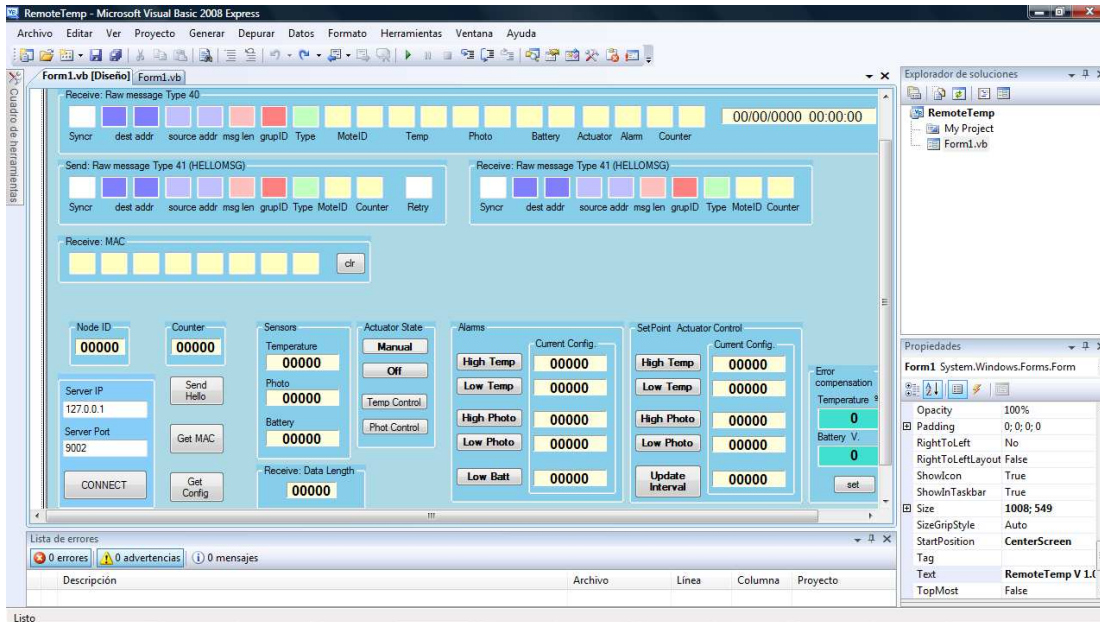 RemoteTemp - Microsoft Visual Basic 2008 Express
Archivo Editar Ver Proyecto Generar Depurar Datos Formato Herramientas Ventana Ayuda
Cuadro de herramientas
Form1.vb [Diseño] Form1.vb
Receive: Raw message Type 40
00/00/0000 00:00:00
Syncr dest addr source addr msg len grupID Type MoteID Temp Photo Battery Actuator Alarm Counter
Send: Raw message Type 41 (HELLOMSG)
Syncr dest addr source addr msg len grupID Type MoteID Counter Retry
Receive: Raw message Type 41 (HELLOMSG)
Syncr dest addr source addr msg len grupID Type MoteID Counter
Receive: MAC
clr
Node ID
00000
Counter
00000
Server IP
127.0.0.1
Server Port
9002
CONNECT
Send
Hello
Get MAC
Get
Config
Sensors
Temperature
00000
Photo
00000
Battery
00000
Receive: Data Length
00000
Actuator State
Manual
Off
Temp Control
Phot Control
Alarms
Current Config.
High Temp 00000
Low Temp 00000
High Photo 00000
Low Photo 00000
Low Batt 00000
SetPoint Actuator Control
Current Config.
High Temp 00000
Low Temp 00000
High Photo 00000
Low Photo 00000
Update
Interval 00000
Error
compensation
Temperature º
0
Battery V.
0
set
Explorador de soluciones
RemoteTemp
My Project
Form1.vb
Propiedades
Form1 System.Windows.Forms.Form
Opacity 100%
Padding 0; 0; 0; 0
RightToLeft No
RightToLeftLayout False
ShowIcon True
ShowInTaskbar True
Size 1008; 549
SizeGripStyle Auto
StartPosition CenterScreen
Tag
Text RemoteTemp V 1.0
TopMost False
Lista de errores
0 errores 0 advertencias 0 mensajes
Descripción Archivo Línea Columna Proyecto
Listo